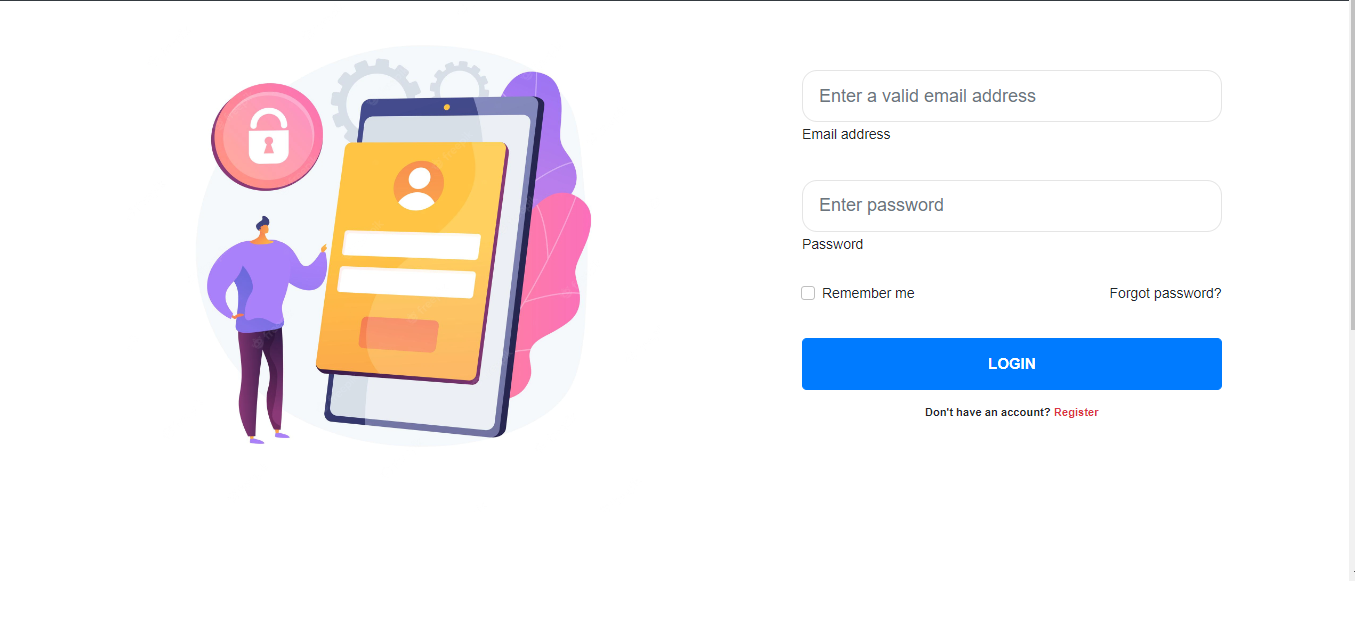 Enter a valid email address
Email address
Enter password
Password
Remember me
Forgot password?
LOGIN
Don't have an account? Register